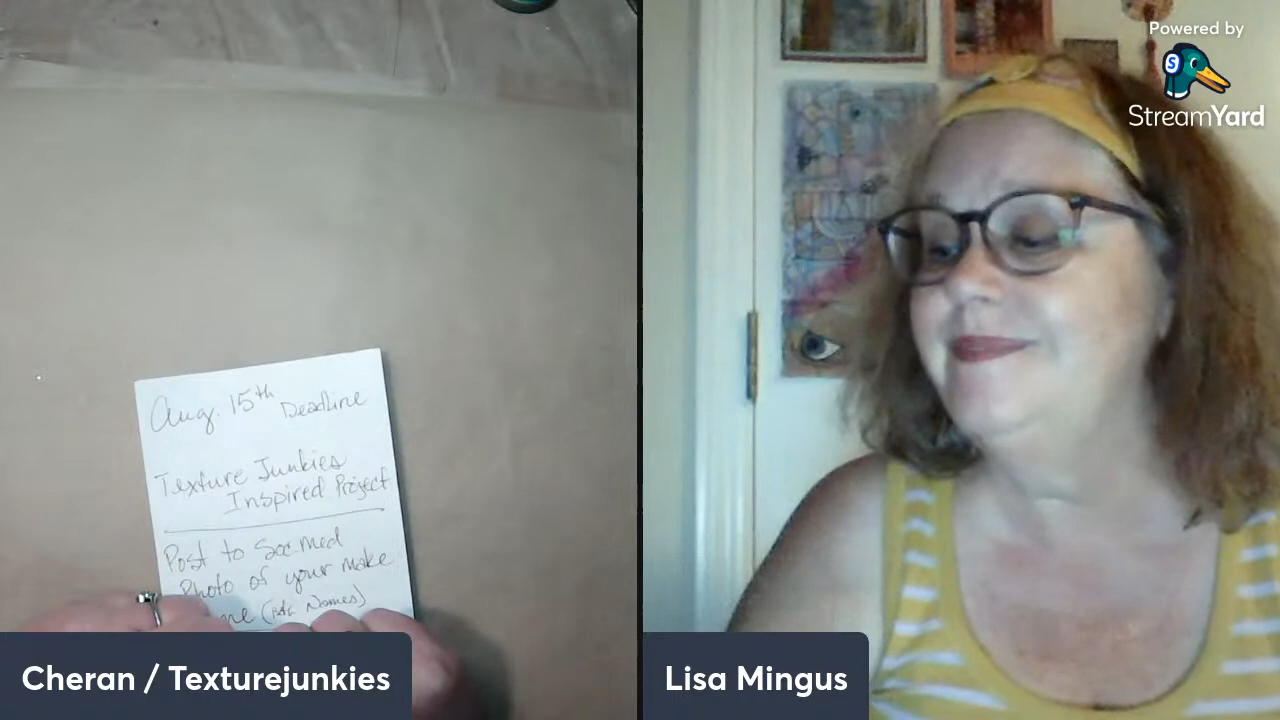 Powered by
StreamYard
Aug. 15th Deadline
Texture Junkies
Inspired Project
Post to Soc. Med
Photo of your make
(
Names)
Cheran / Texturejunkies
Lisa Mingus